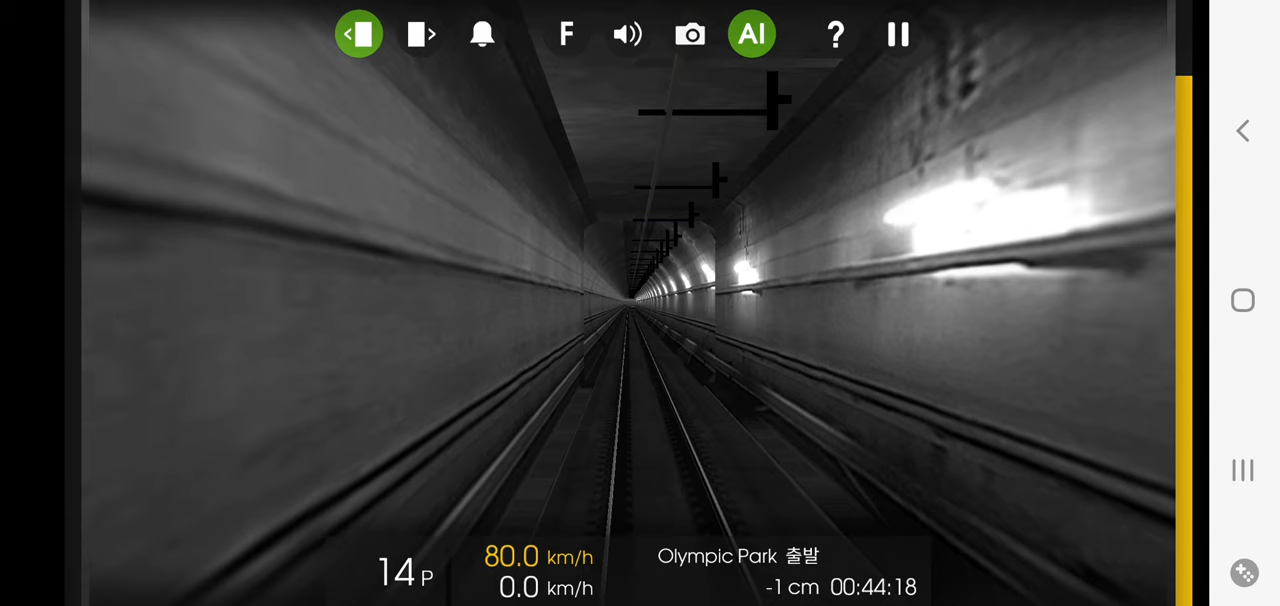 F AI ?
14 P
80.0 km/h
0.0 km/h
Olympic Park 출발
-1 cm 00:44:18